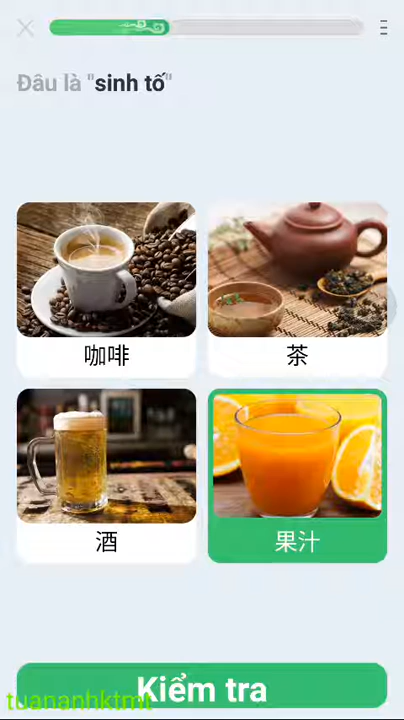 Đâu là "sinh tố"
咖啡
茶
酒
果汁
Kiểm tra
tuananhktmt